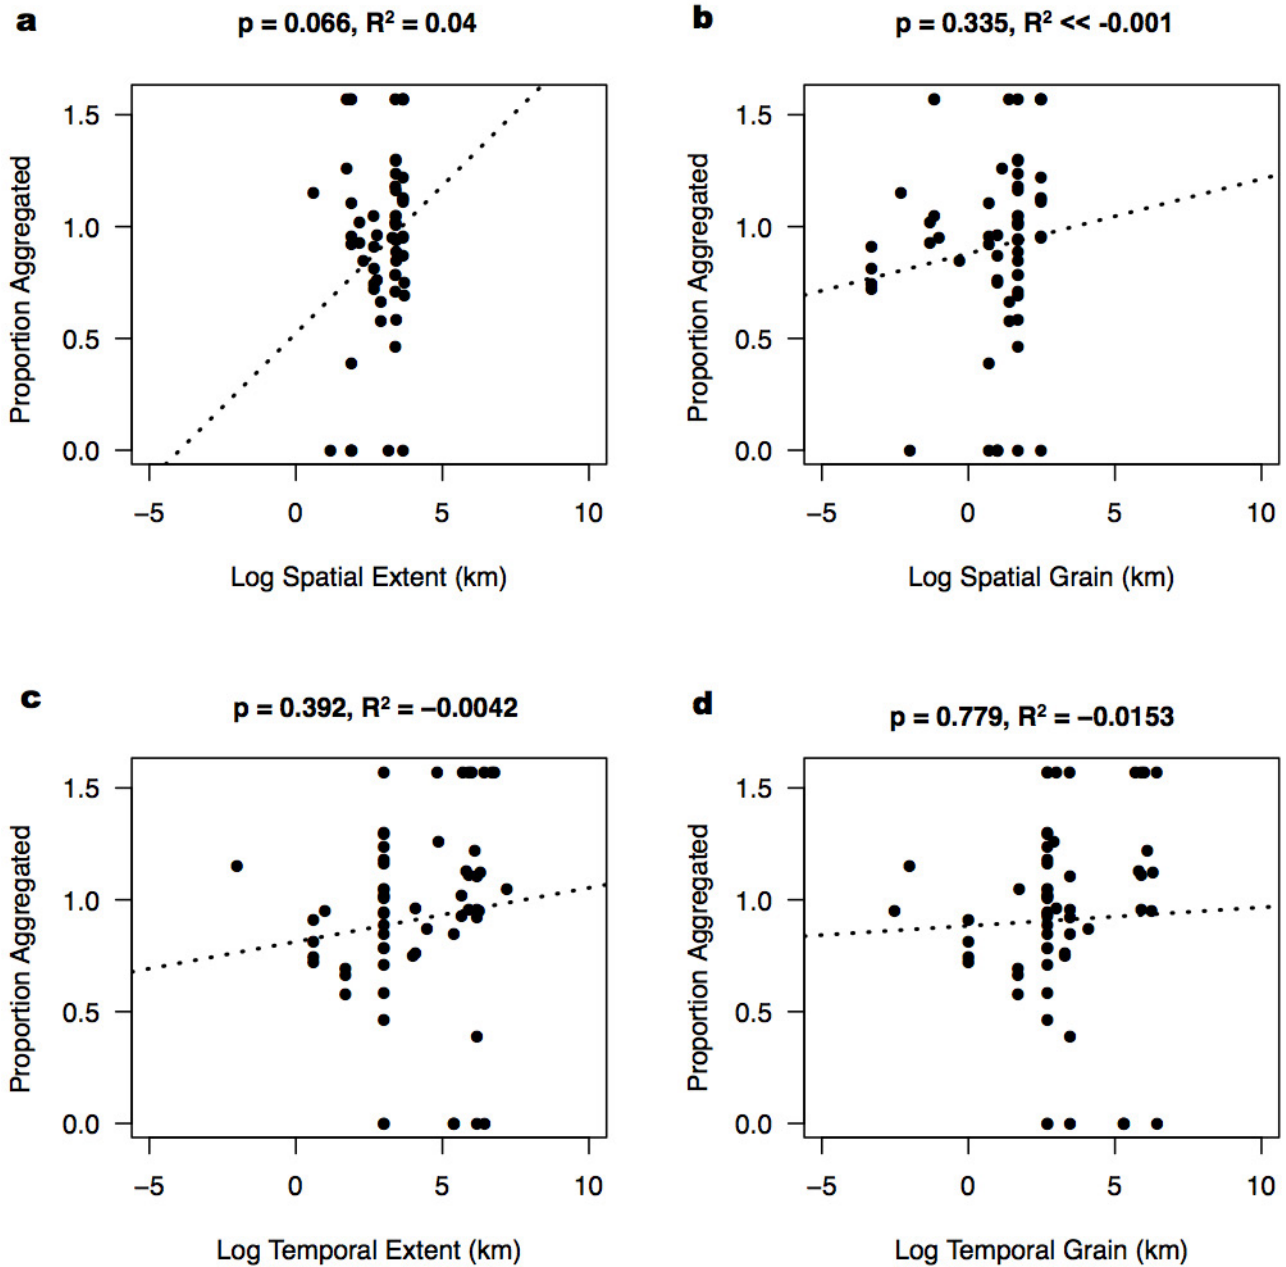 a
p = 0.066, R² = 0.04
Proportion Aggregated
1.5
1.0
0.5
0.0
−5 0 5 10
Log Spatial Extent (km)
b
p = 0.335, R² << -0.001
Proportion Aggregated
1.5
1.0
0.5
0.0
−5 0 5 10
Log Spatial Grain (km)
c
p = 0.392, R² = −0.0042
Proportion Aggregated
1.5
1.0
0.5
0.0
−5 0 5 10
Log Temporal Extent (km)
d
p = 0.779, R² = −0.0153
Proportion Aggregated
1.5
1.0
0.5
0.0
−5 0 5 10
Log Temporal Grain (km)